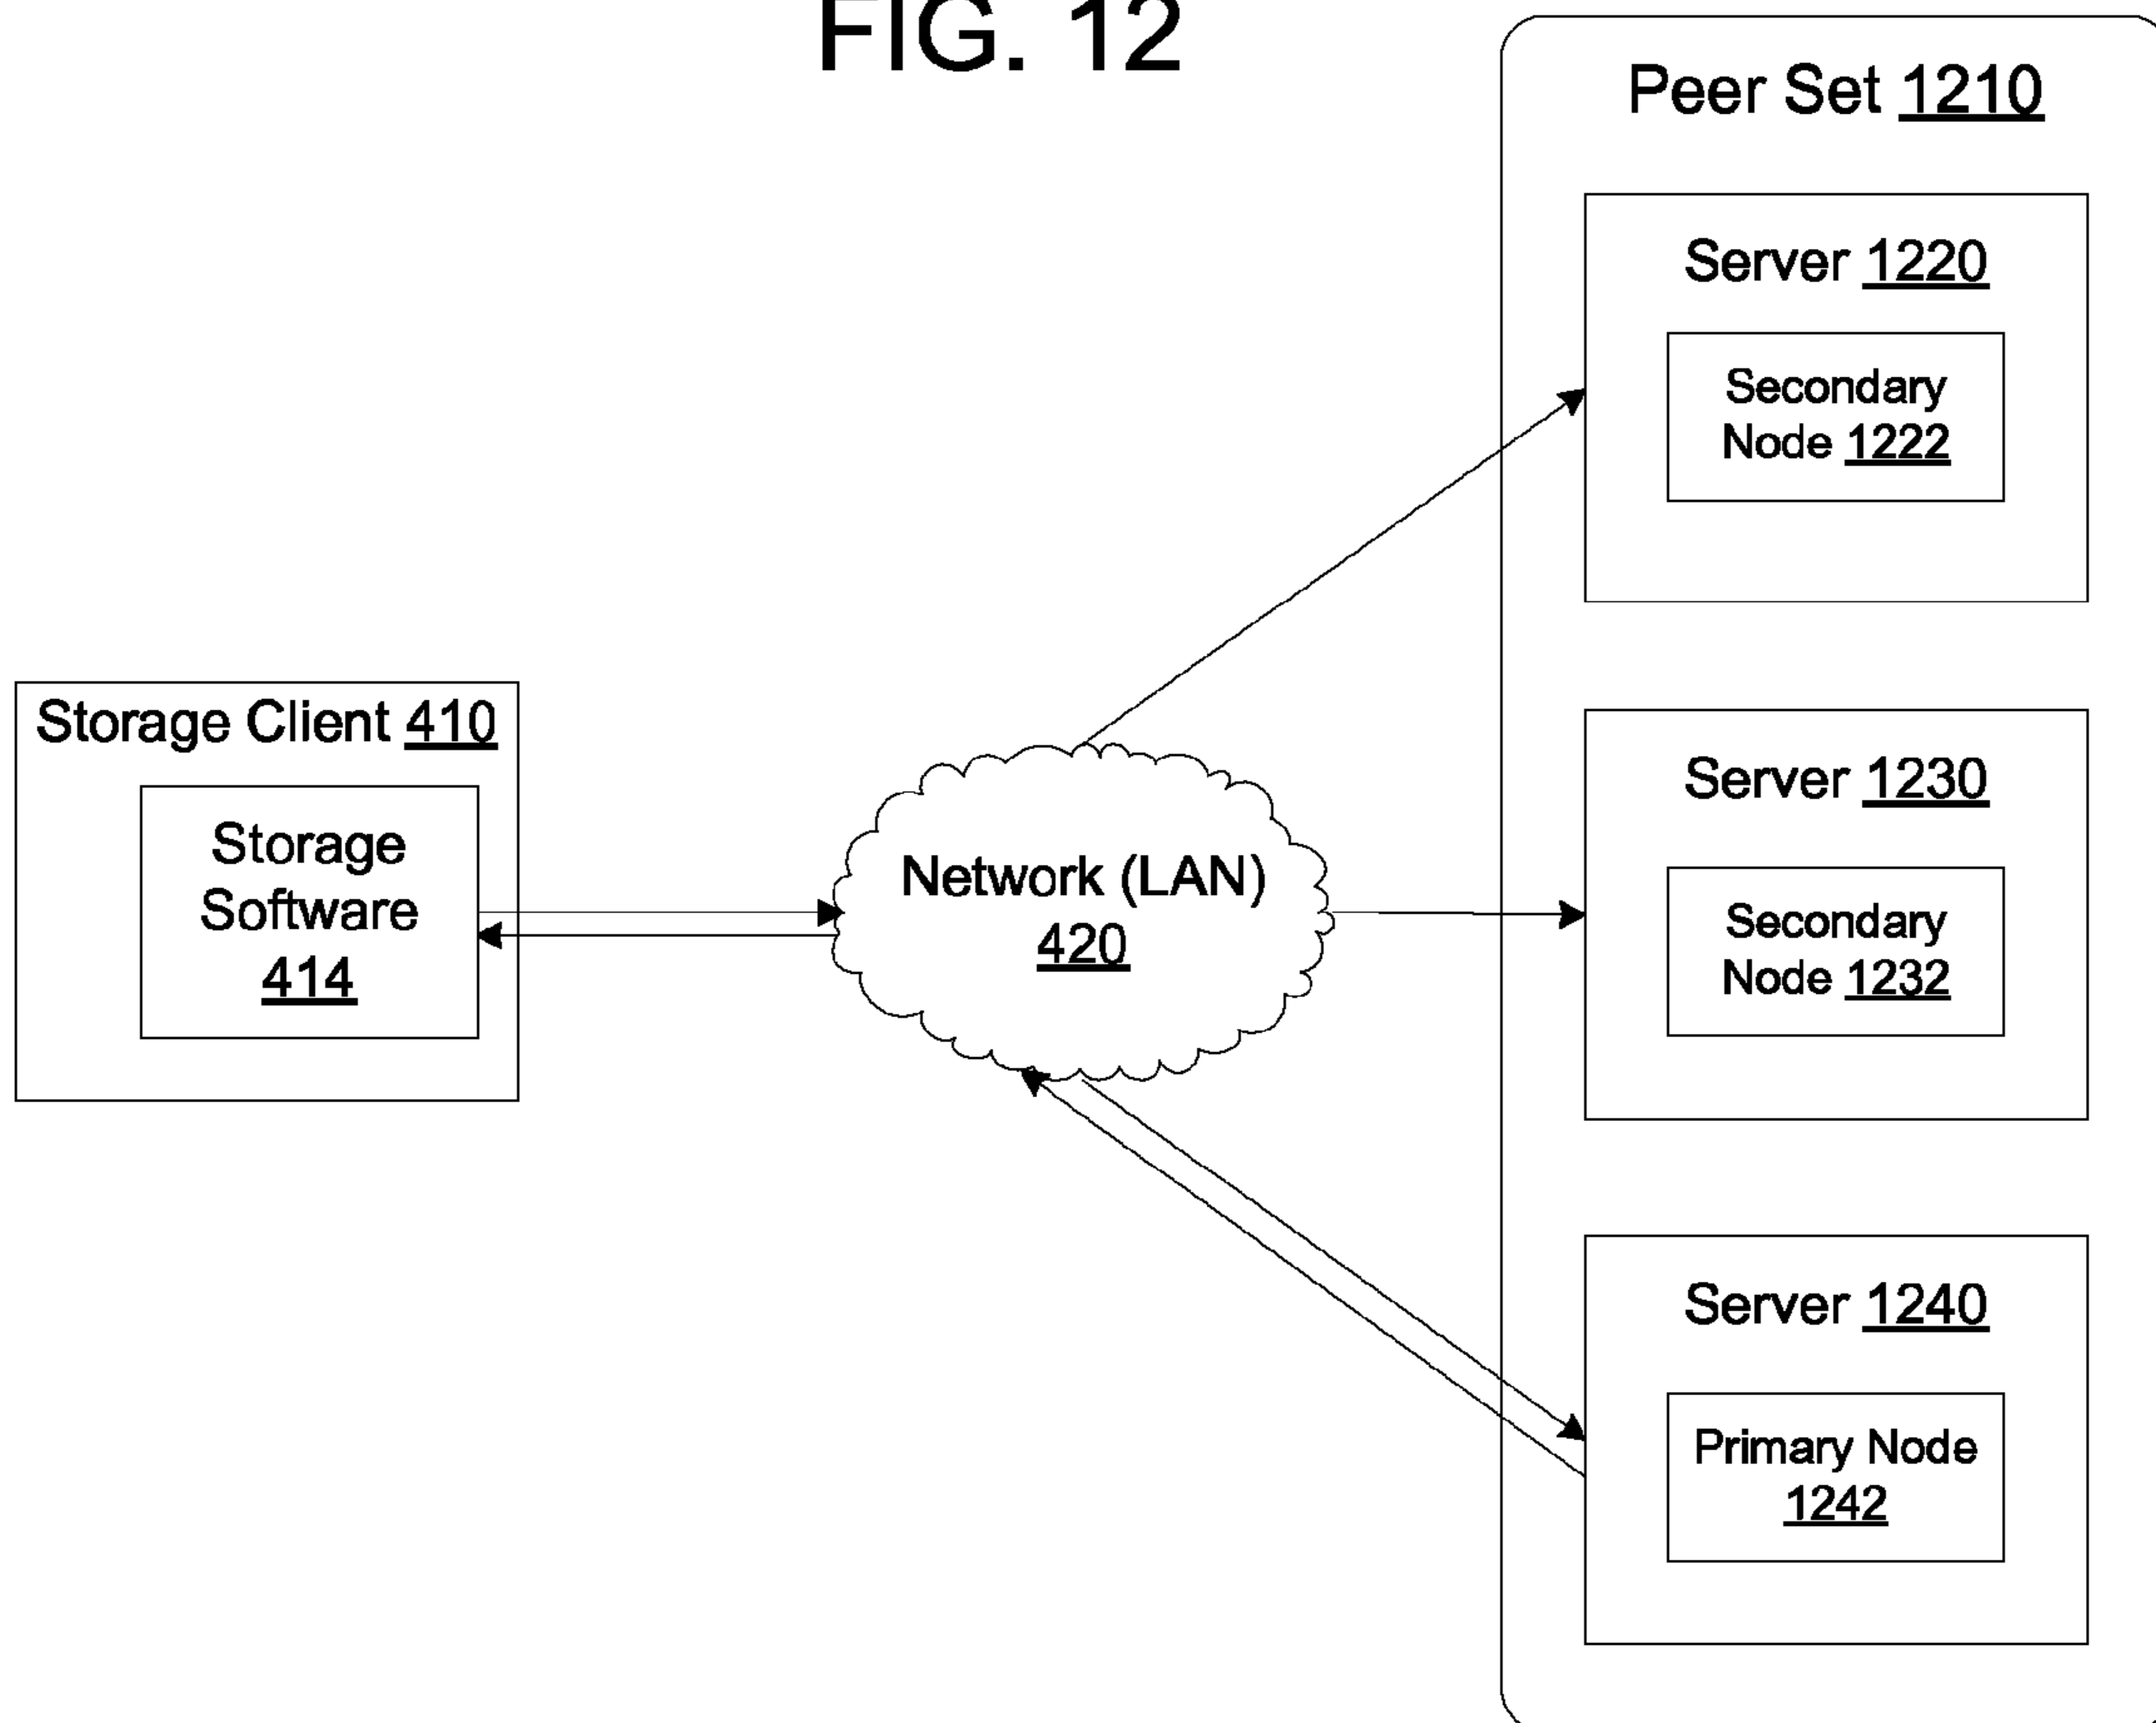 FIG. 12
Peer Set 1210
Server 1220
Secondary
Node 1222
Storage Client 410
Storage
Software
414
Network (LAN)
420
Server 1230
Secondary
Node 1232
Server 1240
Primary Node
1242